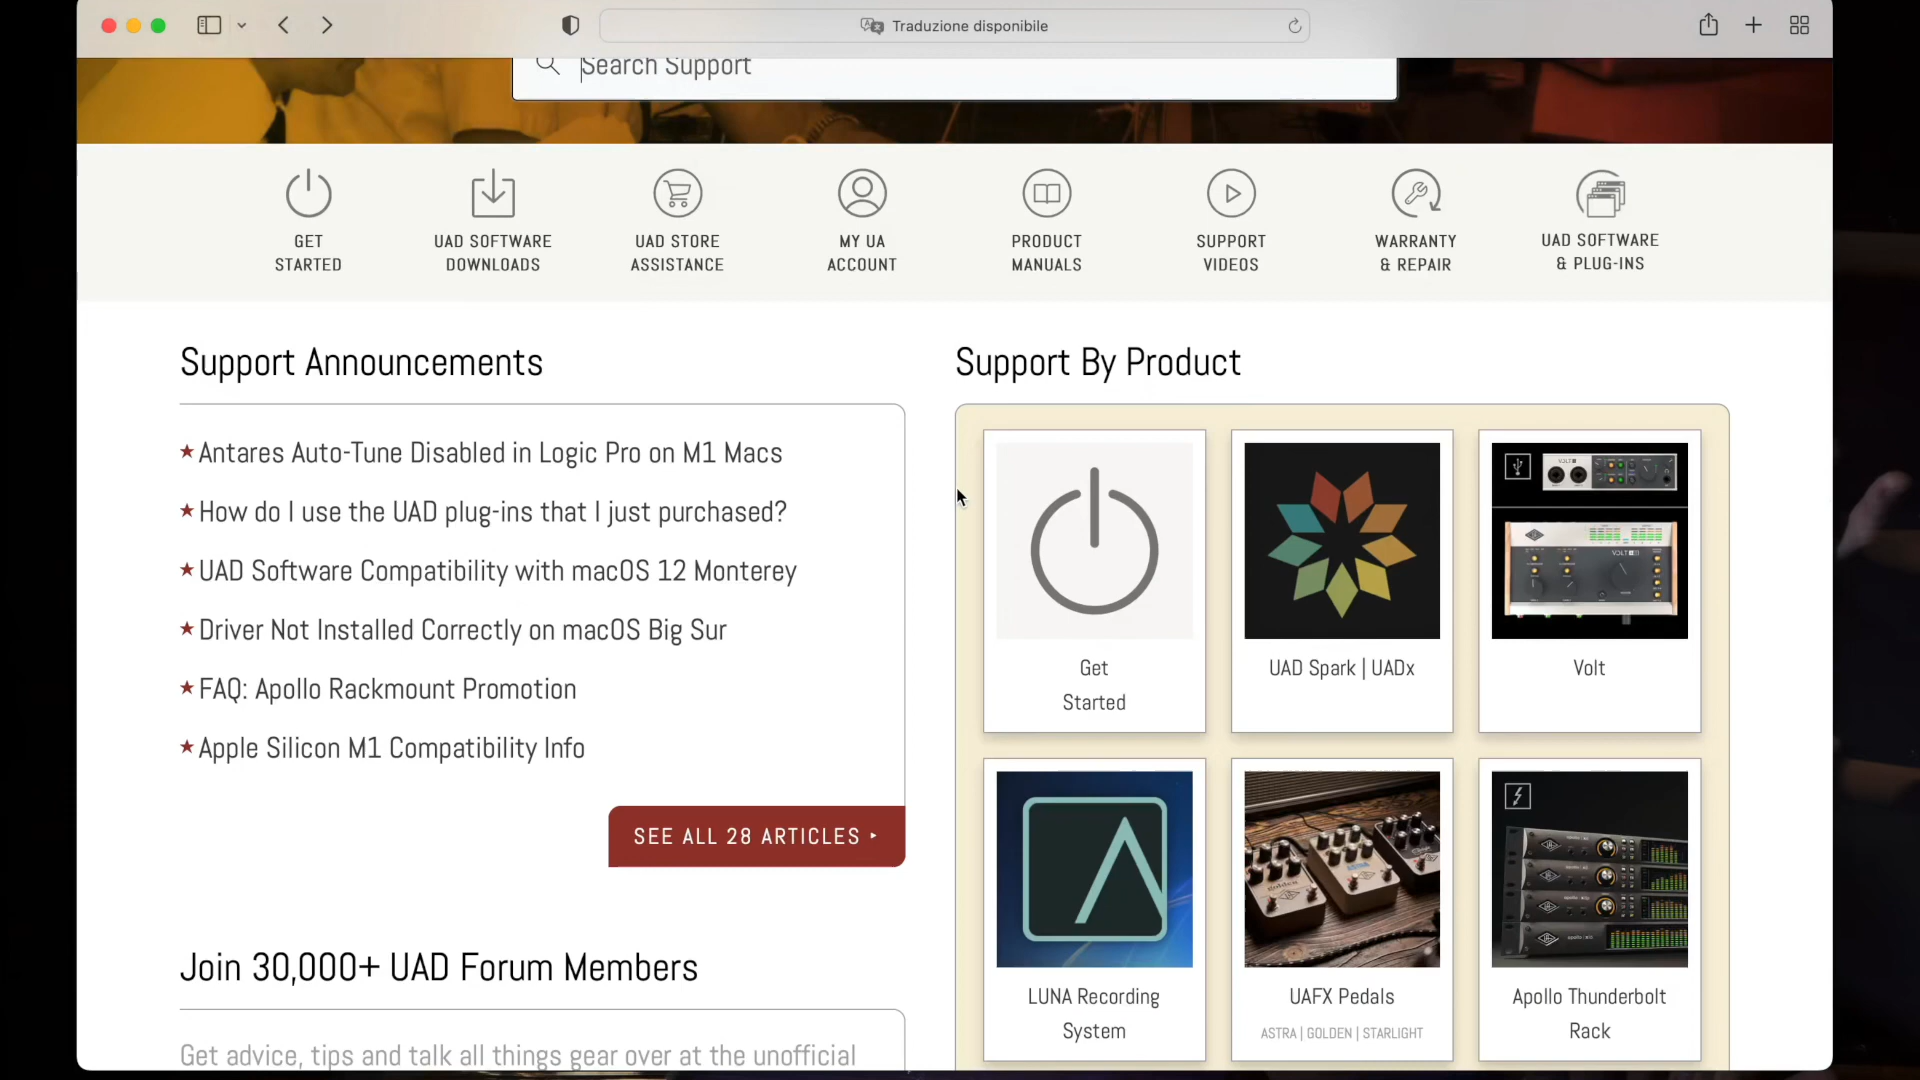 Traduzione disponibile
Search Support
GET
STARTED
UAD SOFTWARE
DOWNLOADS
UAD STORE
ASSISTANCE
MY UA
ACCOUNT
PRODUCT
MANUALS
SUPPORT
VIDEOS
WARRANTY
& REPAIR
UAD SOFTWARE
& PLUG-INS
Support Announcements
★ Antares Auto-Tune Disabled in Logic Pro on M1 Macs
★ How do I use the UAD plug-ins that I just purchased?
★ UAD Software Compatibility with macOS 12 Monterey
★ Driver Not Installed Correctly on macOS Big Sur
★ FAQ: Apollo Rackmount Promotion
★ Apple Silicon M1 Compatibility Info
SEE ALL 28 ARTICLES ▸
Join 30,000+ UAD Forum Members
Get advice, tips and talk all things gear over at the unofficial
Support By Product
Get
Started
UAD Spark | UADx
Volt
LUNA Recording
System
UAFX Pedals
ASTRA | GOLDEN | STARLIGHT
Apollo Thunderbolt
Rack